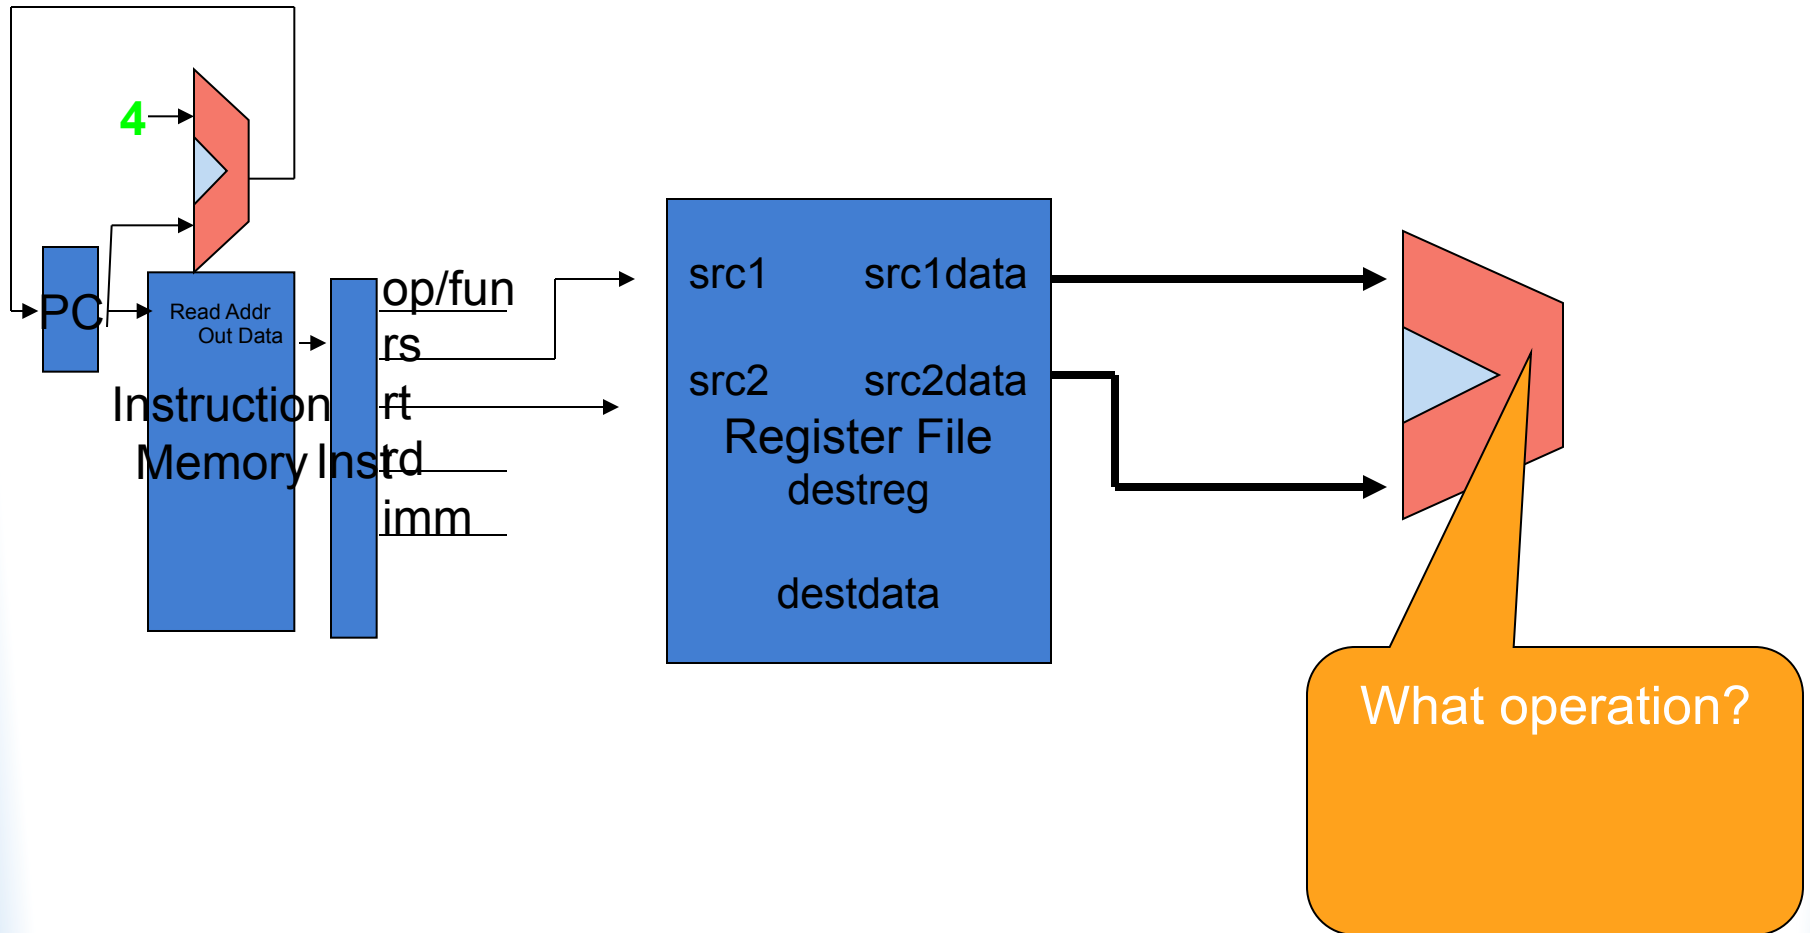 4
PC
Read Addr
Out Data
Instruction
Memory
Inst
op/fun
rs
rt
rd
imm
src1
src1data
src2
src2data
Register File
destreg
destdata
What operation?